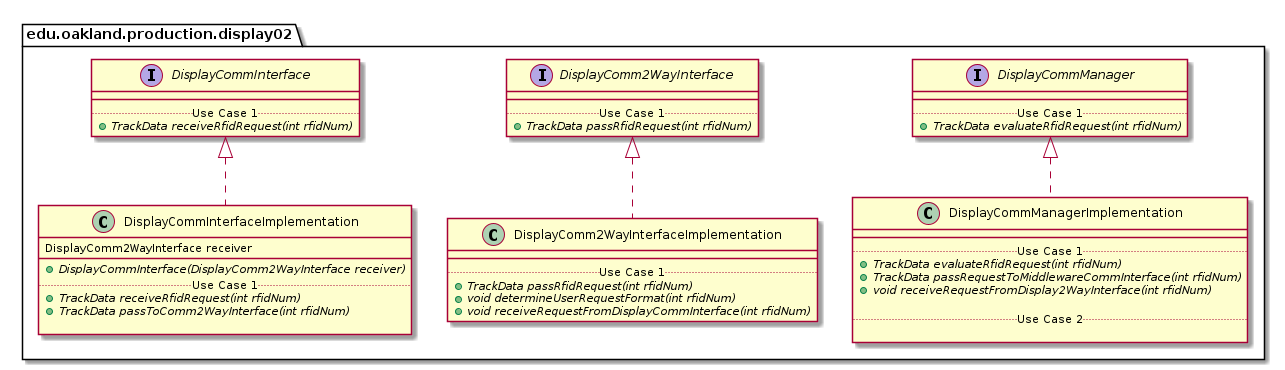 edu.oakland.production.display02
I DisplayCommInterface
Use Case 1
TrackData receiveRfidRequest(int rfidNum)
I DisplayComm2WayInterface
Use Case 1
TrackData passRfidRequest(int rfidNum)
I DisplayCommManager
Use Case 1
TrackData evaluateRfidRequest(int rfidNum)
C DisplayCommInterfaceImplementation
DisplayComm2WayInterface receiver
DisplayCommInterface(DisplayComm2WayInterface receiver)
Use Case 1
TrackData receiveRfidRequest(int rfidNum)
TrackData passToComm2WayInterface(int rfidNum)
C DisplayComm2WayInterfaceImplementation
Use Case 1
TrackData passRfidRequest(int rfidNum)
void determineUserRequestFormat(int rfidNum)
void receiveRequestFromDisplayCommInterface(int rfidNum)
C DisplayCommManagerImplementation
Use Case 1
TrackData evaluateRfidRequest(int rfidNum)
TrackData passRequestToMiddlewareCommInterface(int rfidNum)
void receiveRequestFromDisplay2WayInterface(int rfidNum)
Use Case 2